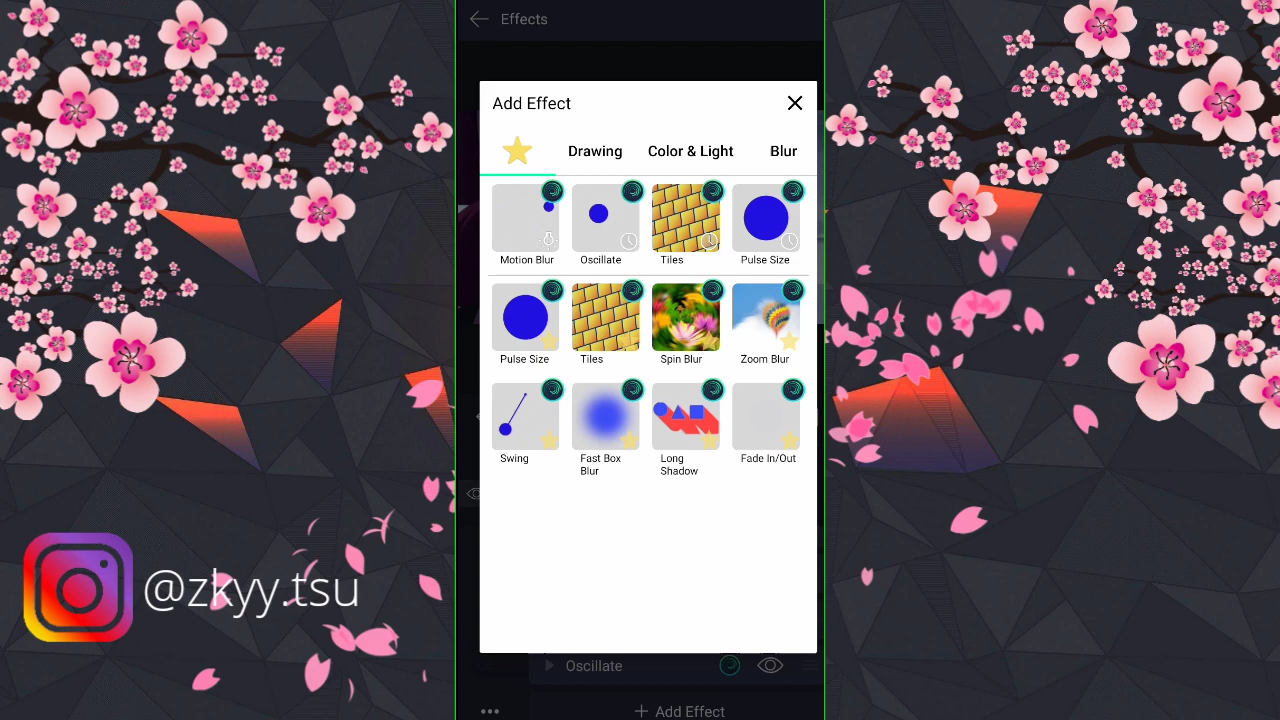 Effects
Add Effect
Drawing Color & Light Blur
Motion Blur Oscillate Tiles Pulse Size
Pulse Size Tiles Spin Blur Zoom Blur
Swing Fast Box Blur Long Shadow Fade In/Out
@zkyy.tsu
Oscillate
Add Effect